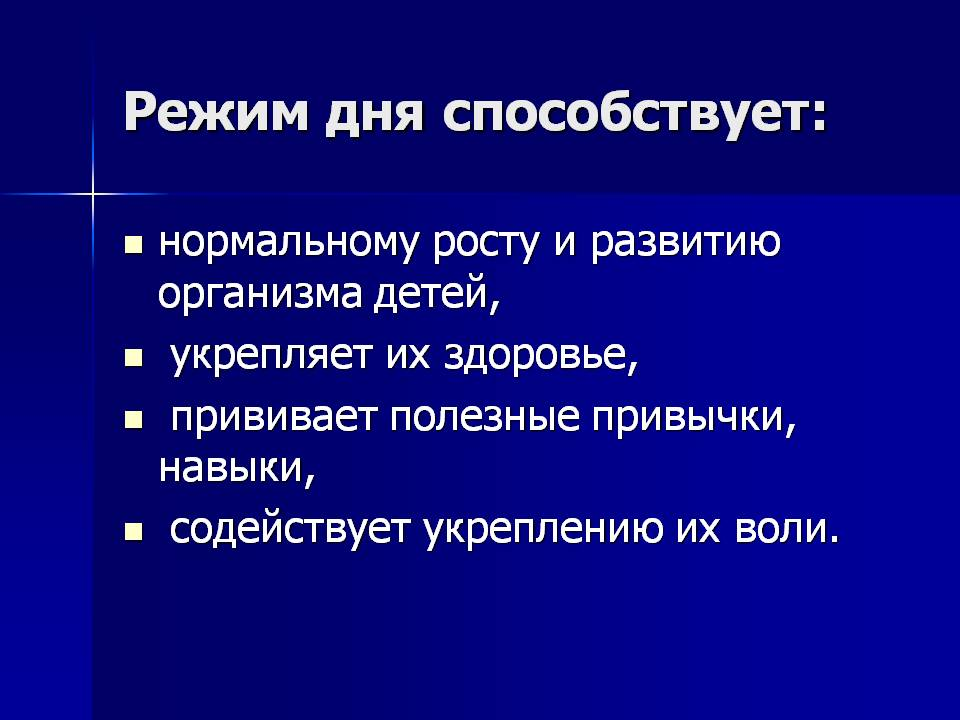 Режим дня способствует:
нормальному росту и развитию
организма детей,
укрепляет их здоровье,
прививает полезные привычки,
навыки,
содействует укреплению их воли.